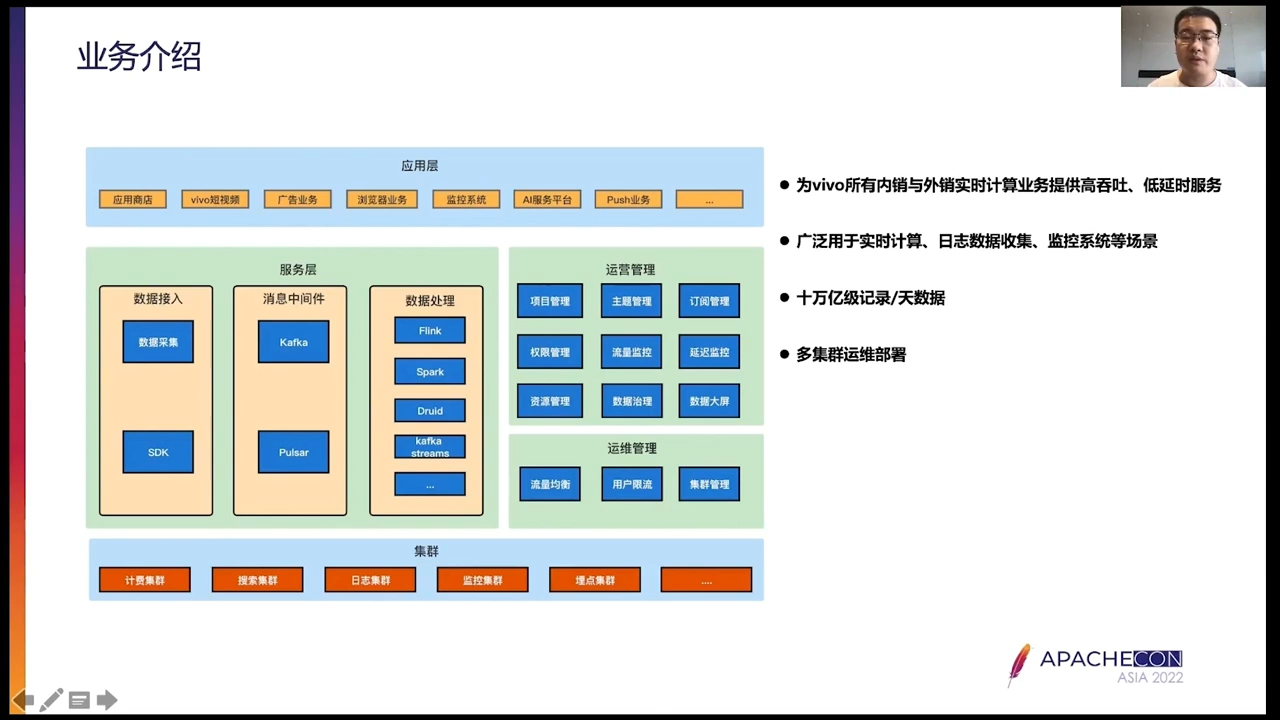 业务介绍
应用层
应用商店
vivo短视频
广告业务
浏览器业务
监控系统
AI服务平台
Push业务
...
服务层
数据接入
数据采集
SDK
消息中间件
Kafka
Pulsar
数据处理
Flink
Spark
Druid
kafka
streams
...
运营管理
项目管理
主题管理
订阅管理
权限管理
流量监控
延迟监控
资源管理
数据治理
数据大屏
运维管理
流量均衡
用户限流
集群管理
集群
计费集群
搜索集群
日志集群
监控集群
埋点集群
....
● 为vivo所有内销与外销实时计算业务提供高吞吐、低延时服务
● 广泛用于实时计算、日志数据收集、监控系统等场景
● 十万亿级记录/天数据
● 多集群运维部署
APACHECON
ASIA 2022